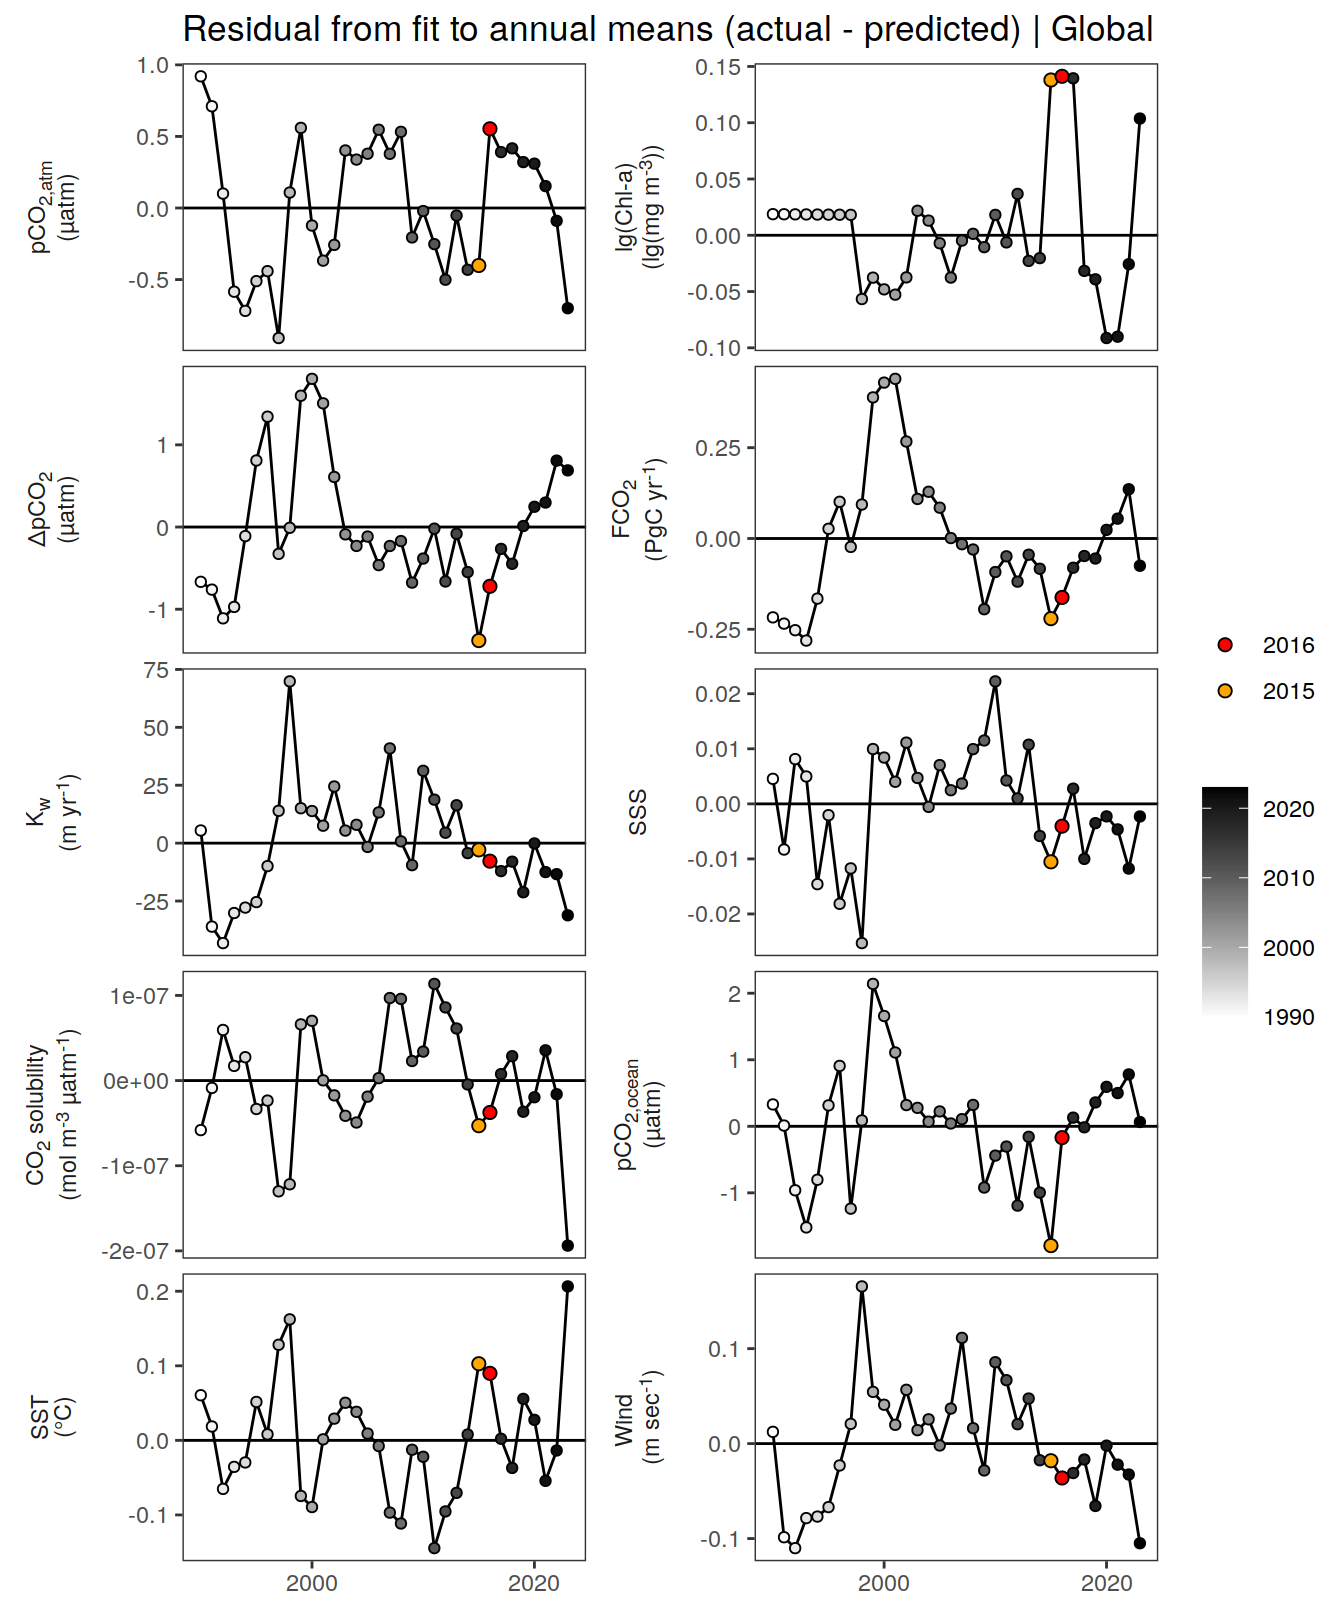 Residual from fit to annual means (actual - predicted) | Global
pCO2,atm
(µatm)
1.0
0.5
0.0
-0.5
lg(Chl-a)
(lg(mg m-3))
0.15
0.10
0.05
0.00
-0.05
-0.10
ΔpCO2
(µatm)
1
0
-1
FCO2
(PgC yr-1)
0.25
0.00
-0.25
Kw
(m yr-1)
75
50
25
0
-25
SSS
0.02
0.01
0.00
-0.01
-0.02
CO2 solubility
(mol m-3 µatm-1)
1e-07
0e+00
-1e-07
-2e-07
pCO2,ocean
(µatm)
2
1
0
-1
SST
(°C)
0.2
0.1
0.0
-0.1
2000
2020
Wind
(m sec-1)
0.1
0.0
-0.1
2000
2020
2016
2015
2020
2010
2000
1990